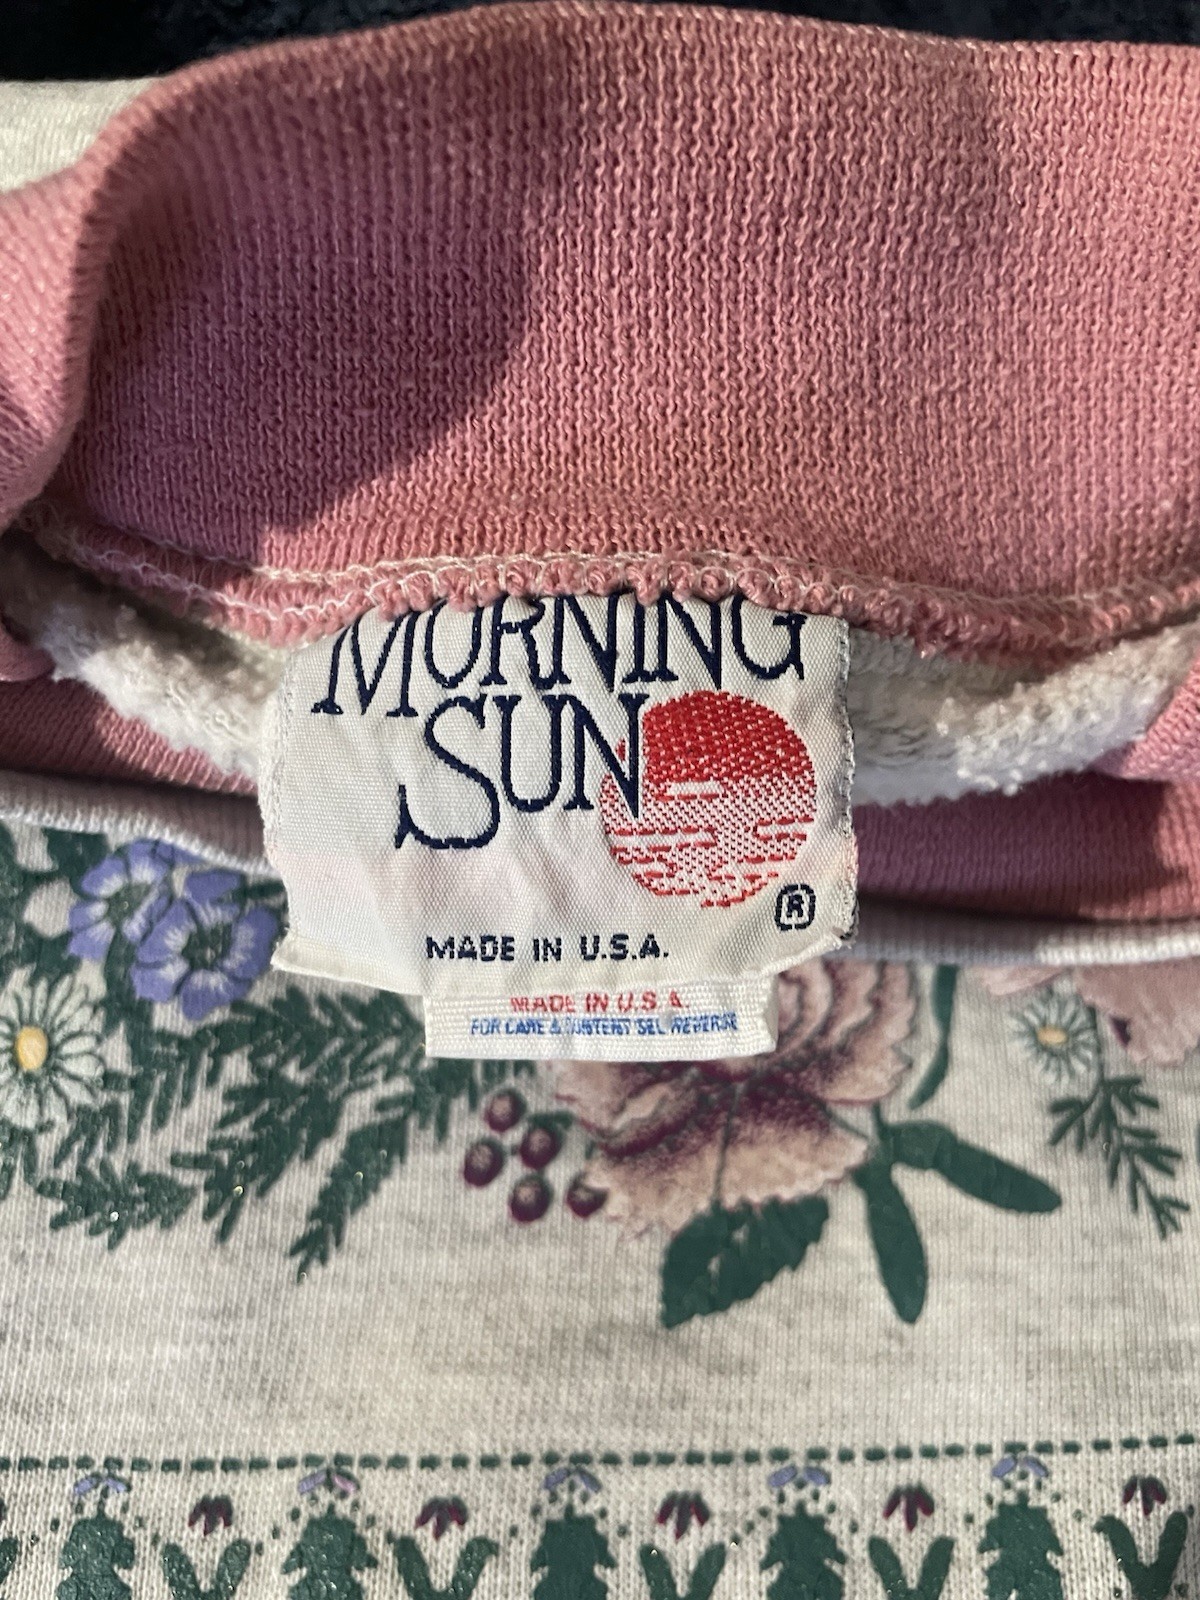 MORNING
SUN
®
MADE IN U.S.A.
MADE IN U.S.A.
FOR CARE & CONTENT SEE REVERSE